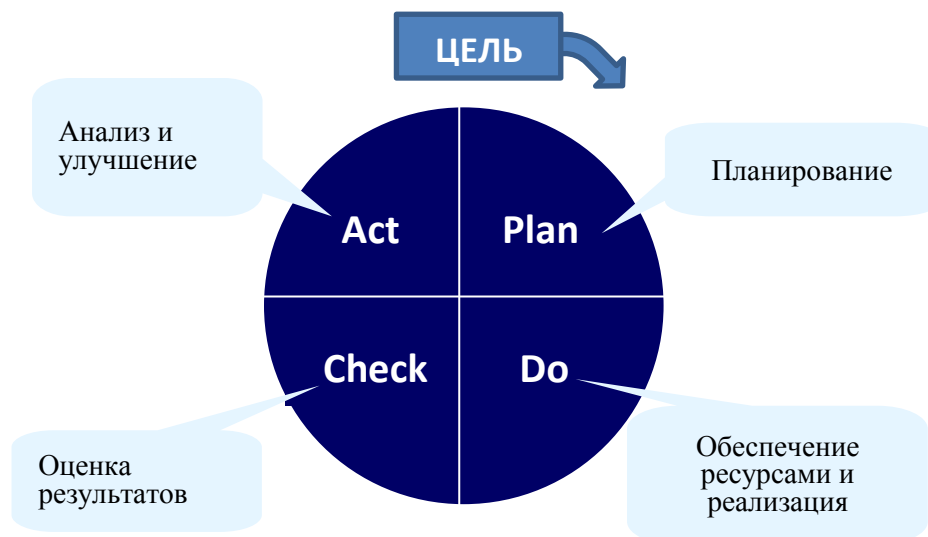 ЦЕЛЬ
Анализ и
улучшение
Планирование
Act
Plan
Check
Do
Оценка
результатов
Обеспечение
ресурсами и
реализация